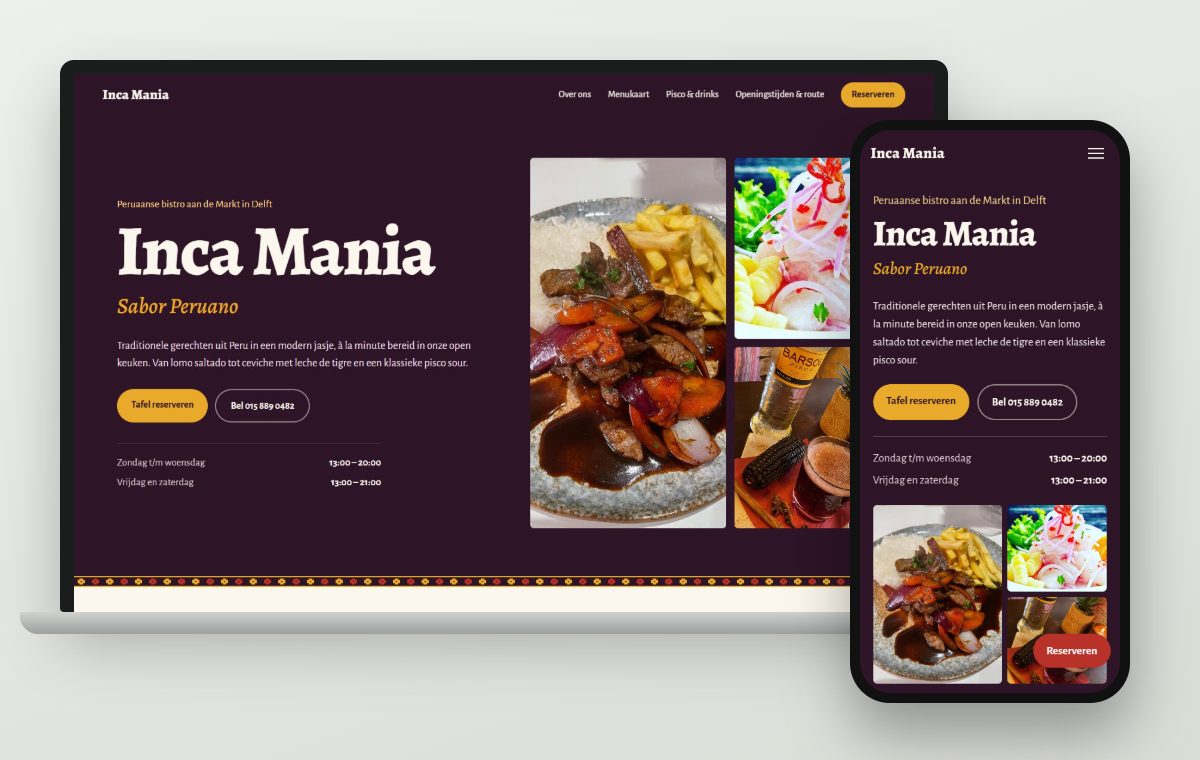 Inca Mania
Over ons Menukaart Pisco & drinks Openingstijden & route Reserveren
Peruaanse bistro aan de Markt in Delft
Inca Mania
Sabor Peruano
Traditionele gerechten uit Peru in een modern jasje, à la minute bereid in onze open
keuken. Van lomo saltado tot ceviche met leche de tigre en een klassieke pisco sour.
Tafel reserveren Bel 015 889 0482
Zondag t/m woensdag 13:00 – 20:00
Vrijdag en zaterdag 13:00 – 21:00
PISCO
Inca Mania
Peruaanse bistro aan de Markt in Delft
Inca Mania
Sabor Peruano
Traditionele gerechten uit Peru in een modern jasje, à
la minute bereid in onze open keuken. Van lomo
saltado tot ceviche met leche de tigre en een klassieke
pisco sour.
Tafel reserveren Bel 015 889 0482
Zondag t/m woensdag 13:00 – 20:00
Vrijdag en zaterdag 13:00 – 21:00
Reserveren